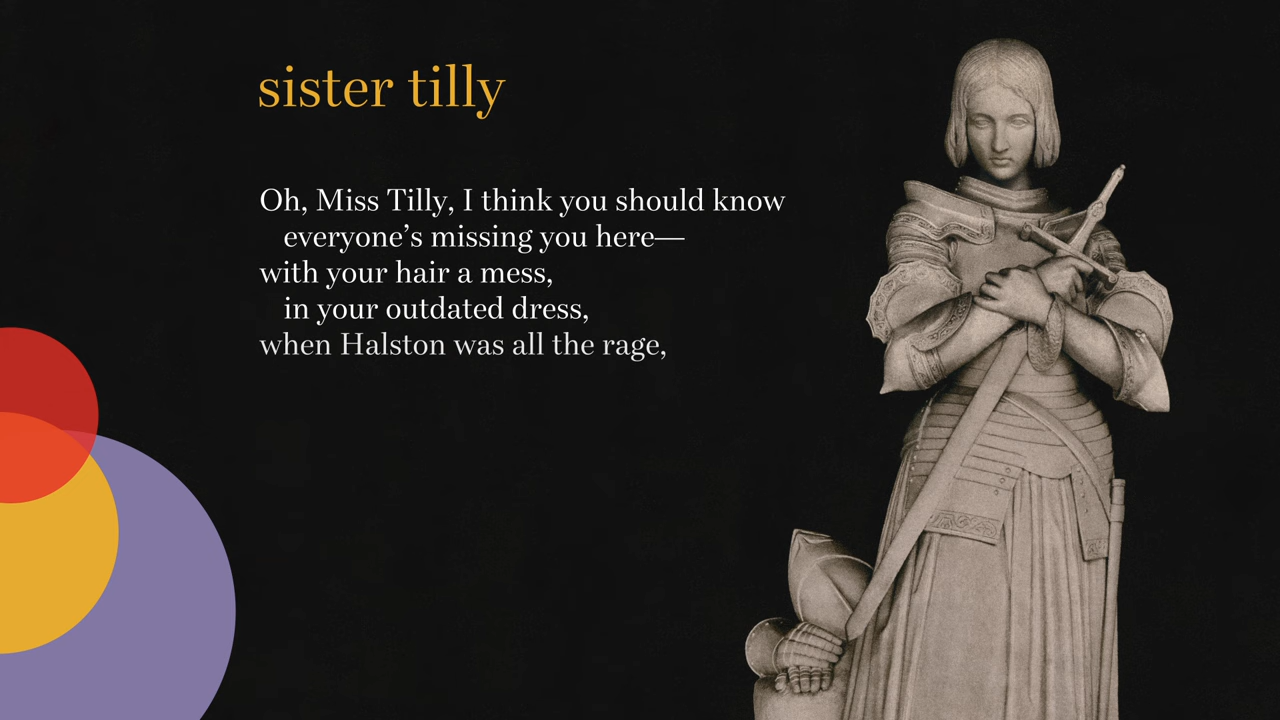 sister tilly
Oh, Miss Tilly, I think you should know
everyone’s missing you here—
with your hair a mess,
in your outdated dress,
when Halston was all the rage,